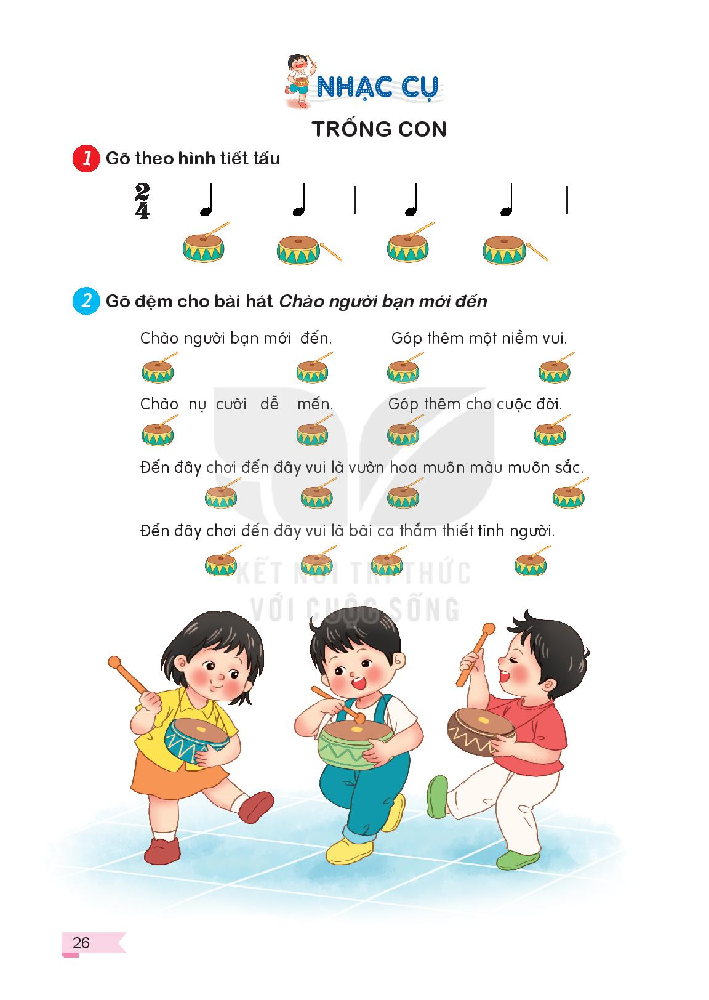 NHẠC CỤ
TRỐNG CON
1 Gõ theo hình tiết tấu
2
4
2 Gõ đệm cho bài hát Chào người bạn mới đến
Chào người bạn mới đến. Góp thêm một niềm vui.
Chào nụ cười dễ mến. Góp thêm cho cuộc đời.
Đến đây chơi đến đây vui là vườn hoa muôn màu muôn sắc.
Đến đây chơi đến đây vui là bài ca thắm thiết tình người.
KẾT NỐI TRI THỨC
VỚI CUỘC SỐNG
26